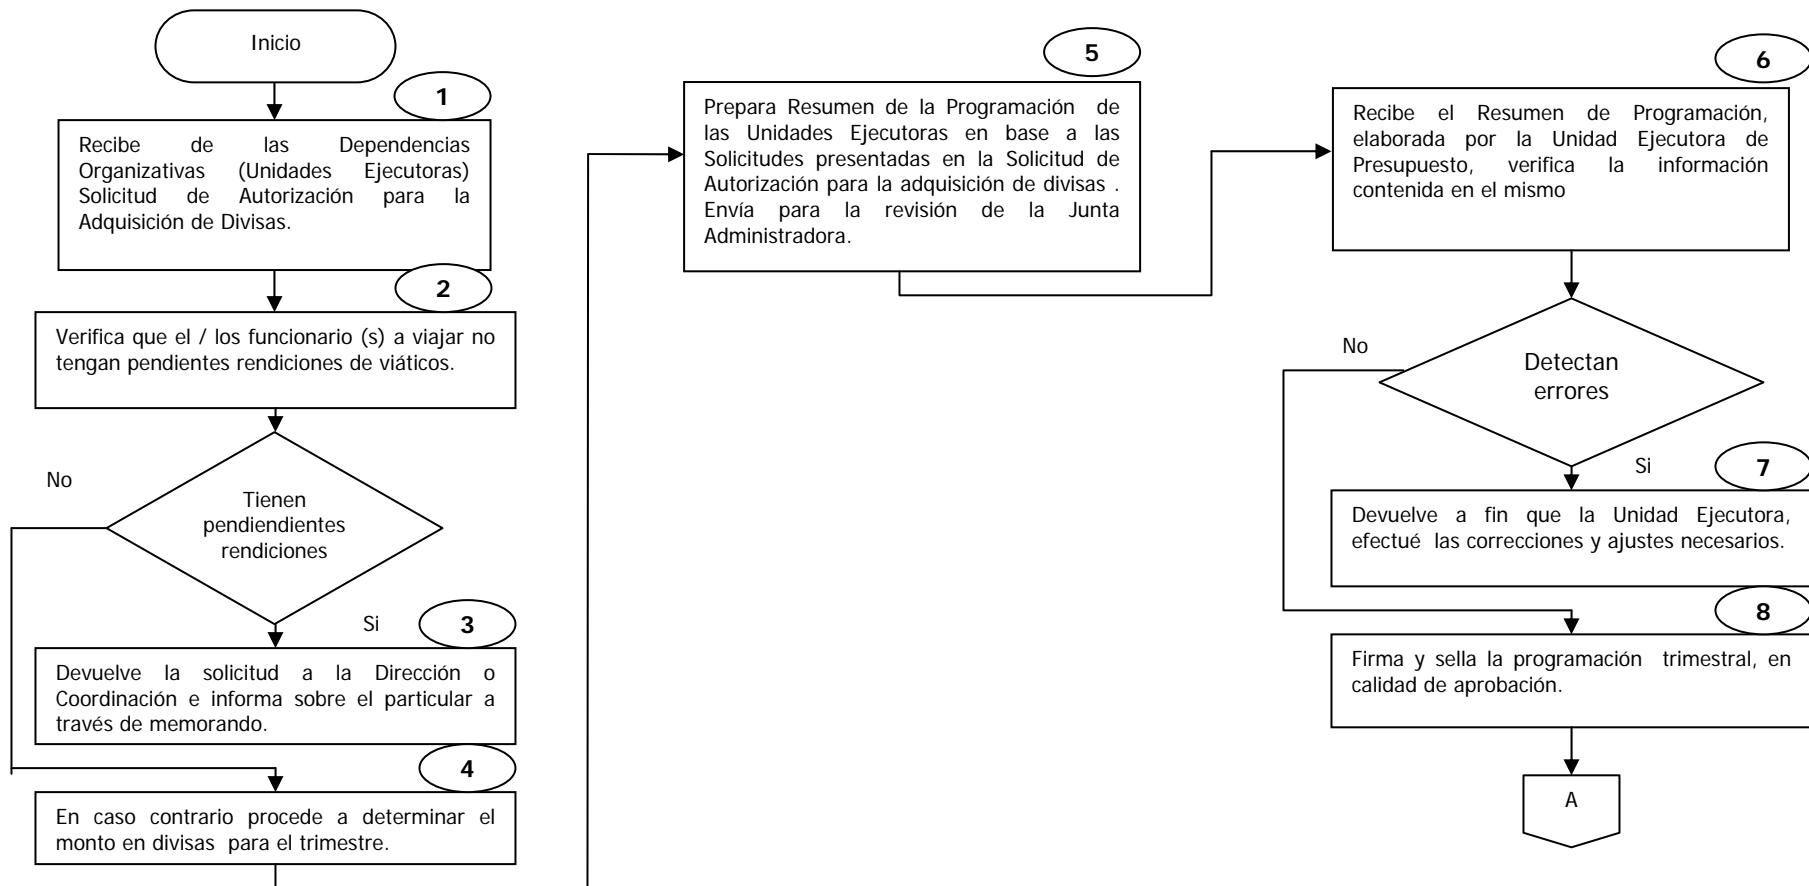 Inicio
1
Recibe de las Dependencias
Organizativas (Unidades Ejecutoras)
Solicitud de Autorización para la
Adquisición de Divisas.
2
Verifica que el / los funcionario (s) a viajar no
tengan pendientes rendiciones de viáticos.
No
Tienen
pendiendientes
rendiciones
Si
3
Devuelve la solicitud a la Dirección o
Coordinación e informa sobre el particular a
través de memorando.
4
En caso contrario procede a determinar el
monto en divisas para el trimestre.
5
Prepara Resumen de la Programación de
las Unidades Ejecutoras en base a las
Solicitudes presentadas en la Solicitud de
Autorización para la adquisición de divisas .
Envía para la revisión de la Junta
Administradora.
6
Recibe el Resumen de Programación,
elaborada por la Unidad Ejecutora de
Presupuesto, verifica la información
contenida en el mismo
No
Detectan
errores
Si
7
Devuelve a fin que la Unidad Ejecutora,
efectué las correcciones y ajustes necesarios.
8
Firma y sella la programación trimestral, en
calidad de aprobación.
A